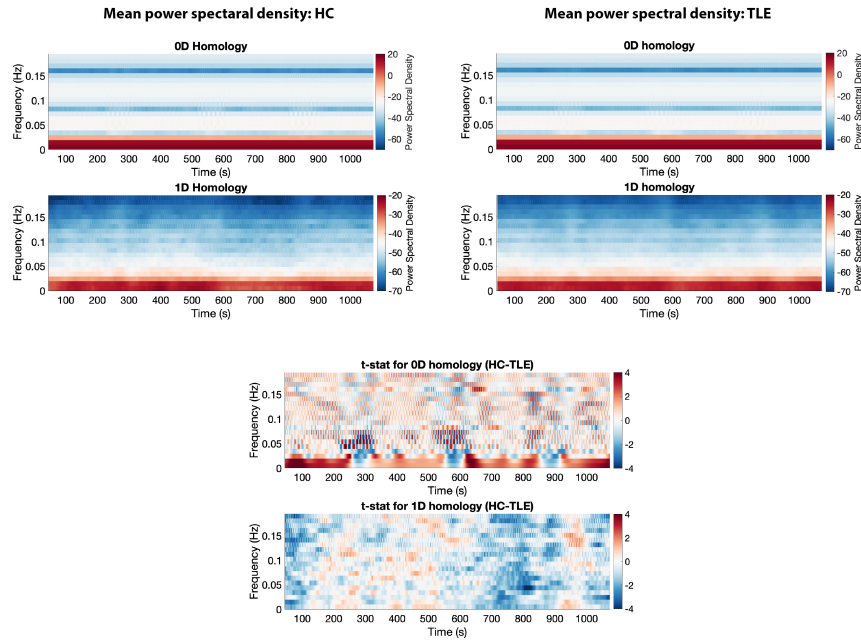 Mean power spectaral density: HC
Mean power spectral density: TLE
0D Homology
Frequency (Hz)
0.15
0.1
0.05
0
100 200 300 400 500 600 700 800 900 1000
Time (s)
20
0
-20
-40
-60
Power Spectral Density
0D homology
Frequency (Hz)
0.15
0.1
0.05
0
100 200 300 400 500 600 700 800 900 1000
Time (s)
20
0
-20
-40
-60
Power Spectral Density
1D Homology
Frequency (Hz)
0.15
0.1
0.05
0
100 200 300 400 500 600 700 800 900 1000
Time (s)
-20
-30
-40
-50
-60
-70
Power Spectral Density
1D homology
Frequency (Hz)
0.15
0.1
0.05
0
100 200 300 400 500 600 700 800 900 1000
Time (s)
-20
-30
-40
-50
-60
-70
Power Spectral Density
t-stat for 0D homology (HC-TLE)
Frequency (Hz)
0.15
0.1
0.05
0
100 200 300 400 500 600 700 800 900 1000
Time (s)
4
2
0
-2
-4
t-stat for 1D homology (HC-TLE)
Frequency (Hz)
0.15
0.1
0.05
0
100 200 300 400 500 600 700 800 900 1000
Time (s)
4
2
0
-2
-4